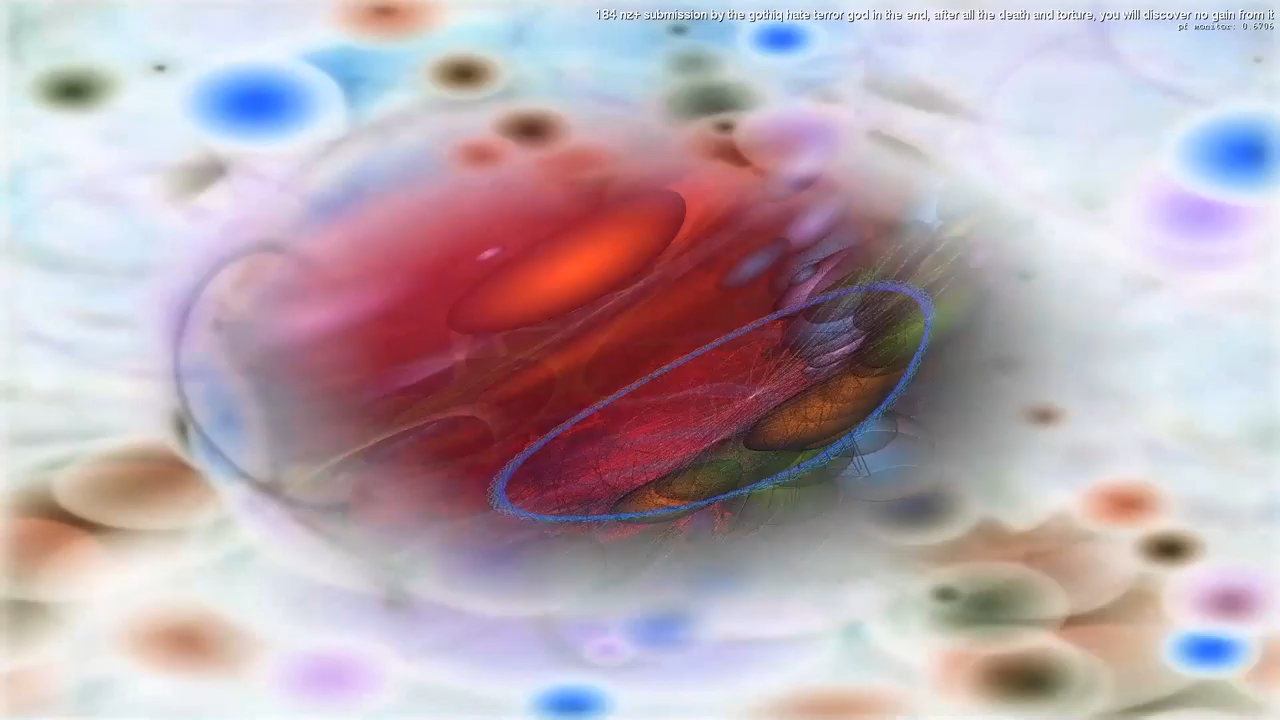 184 nz+ submission by the gothiq hate terror god in the end, after all the death and torture, you will discover no gain from it
pf monitor: 0.6706